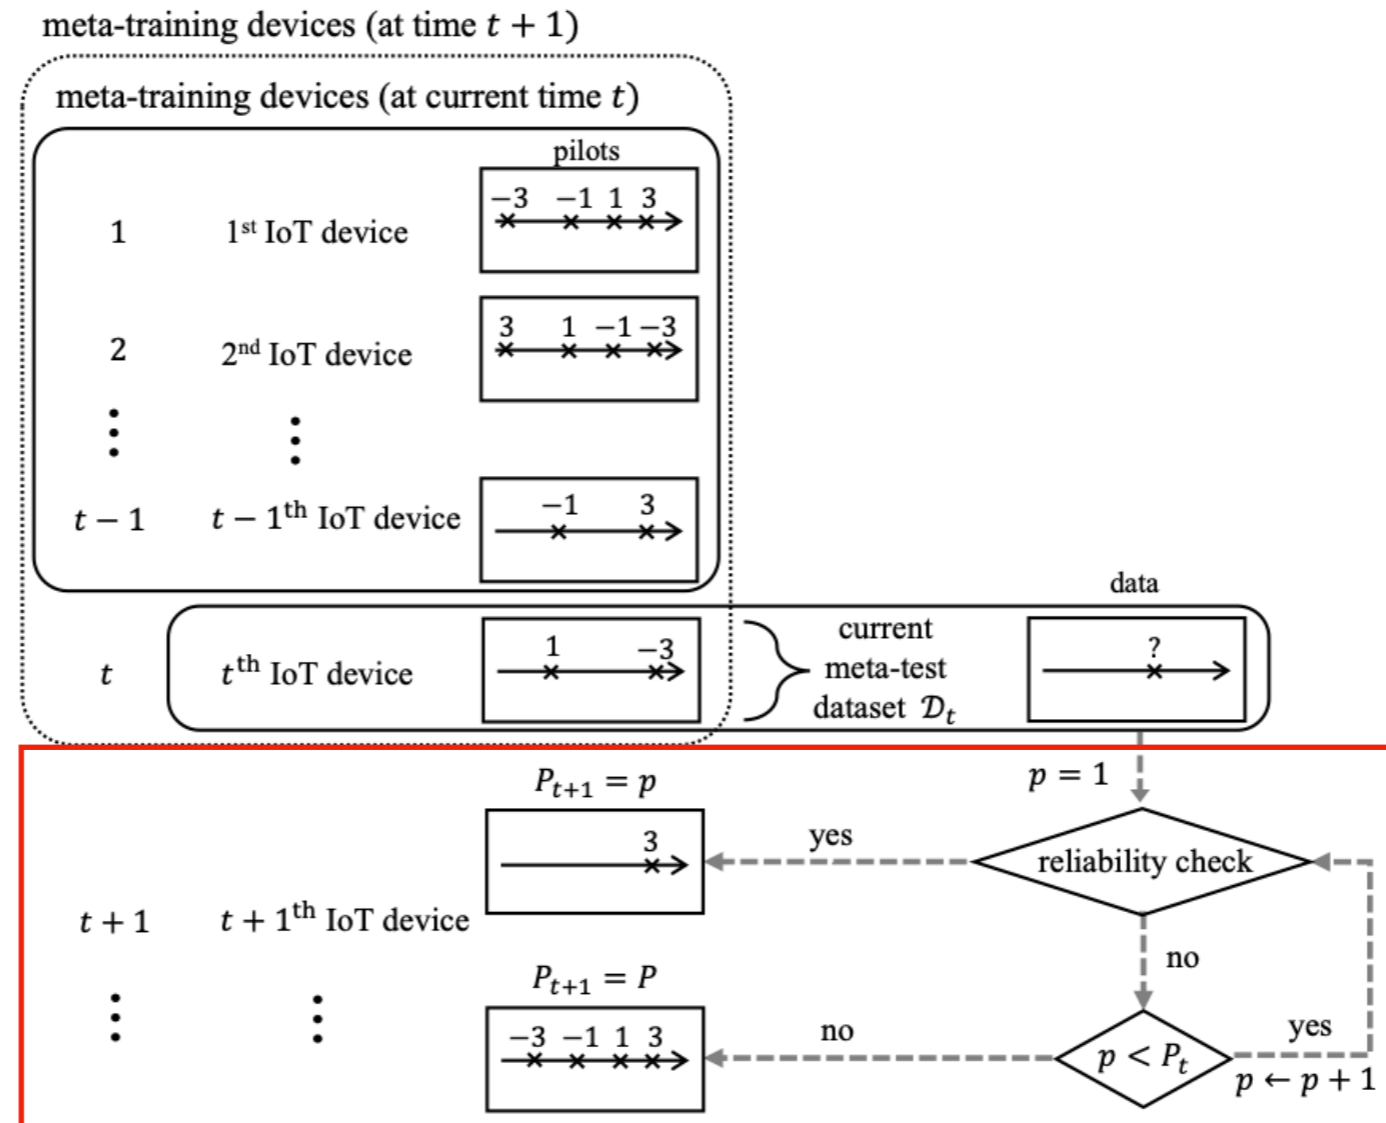 meta-training devices (at time t + 1)
meta-training devices (at current time t)
pilots
−3 −1 1 3
1 1st IoT device
3 1 −1 −3
2 2nd IoT device
−1 3
t − 1 t − 1th IoT device
data
1 −3
?
t tth IoT device
current
meta-test
dataset 𝒟t
Pt+1 = p
p = 1
3
yes
reliability check
t + 1 t + 1th IoT device
no
Pt+1 = P
−3 −1 1 3
no
p < Pt
yes
p ← p + 1